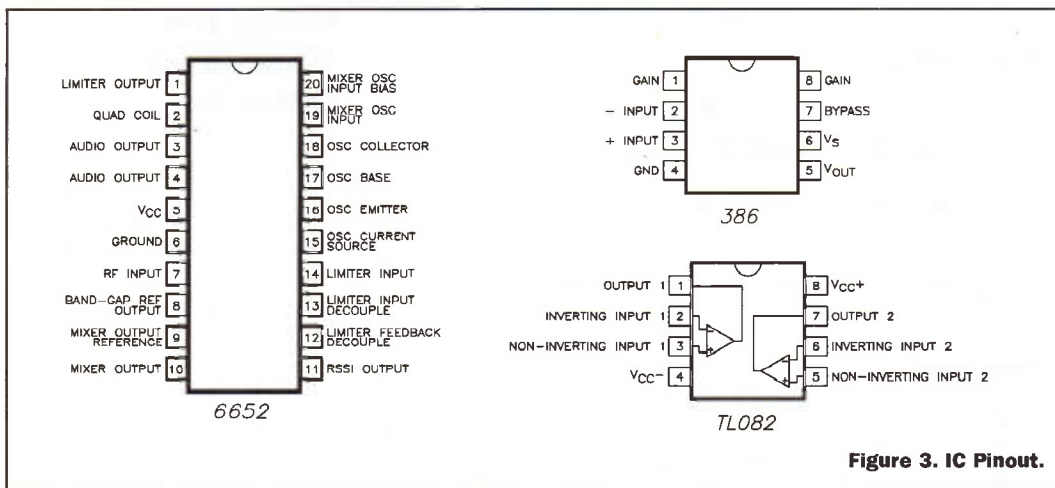 LIMITER OUTPUT 1
QUAD COIL 2
AUDIO OUTPUT 3
AUDIO OUTPUT 4
VCC 5
GROUND 6
RF INPUT 7
BAND-GAP REF
OUTPUT 8
MIXER OUTPUT
REFERENCE 9
MIXER OUTPUT 10
20 MIXER OSC
INPUT BIAS
19 MIXER OSC
INPUT
18 OSC COLLECTOR
17 OSC BASE
16 OSC EMITTER
15 OSC CURRENT
SOURCE
14 LIMITER INPUT
13 LIMITER INPUT
DECOUPLE
12 LIMITER FEEDBACK
DECOUPLE
11 RSSI OUTPUT
6652
GAIN 1
- INPUT 2
+ INPUT 3
GND 4
8 GAIN
7 BYPASS
6 VS
5 VOUT
386
OUTPUT 1 1
INVERTING INPUT 1 2
NON-INVERTING INPUT 1 3
VCC- 4
8 VCC+
7 OUTPUT 2
6 INVERTING INPUT 2
5 NON-INVERTING INPUT 2
- +
- +
TL082
Figure 3. IC Pinout.